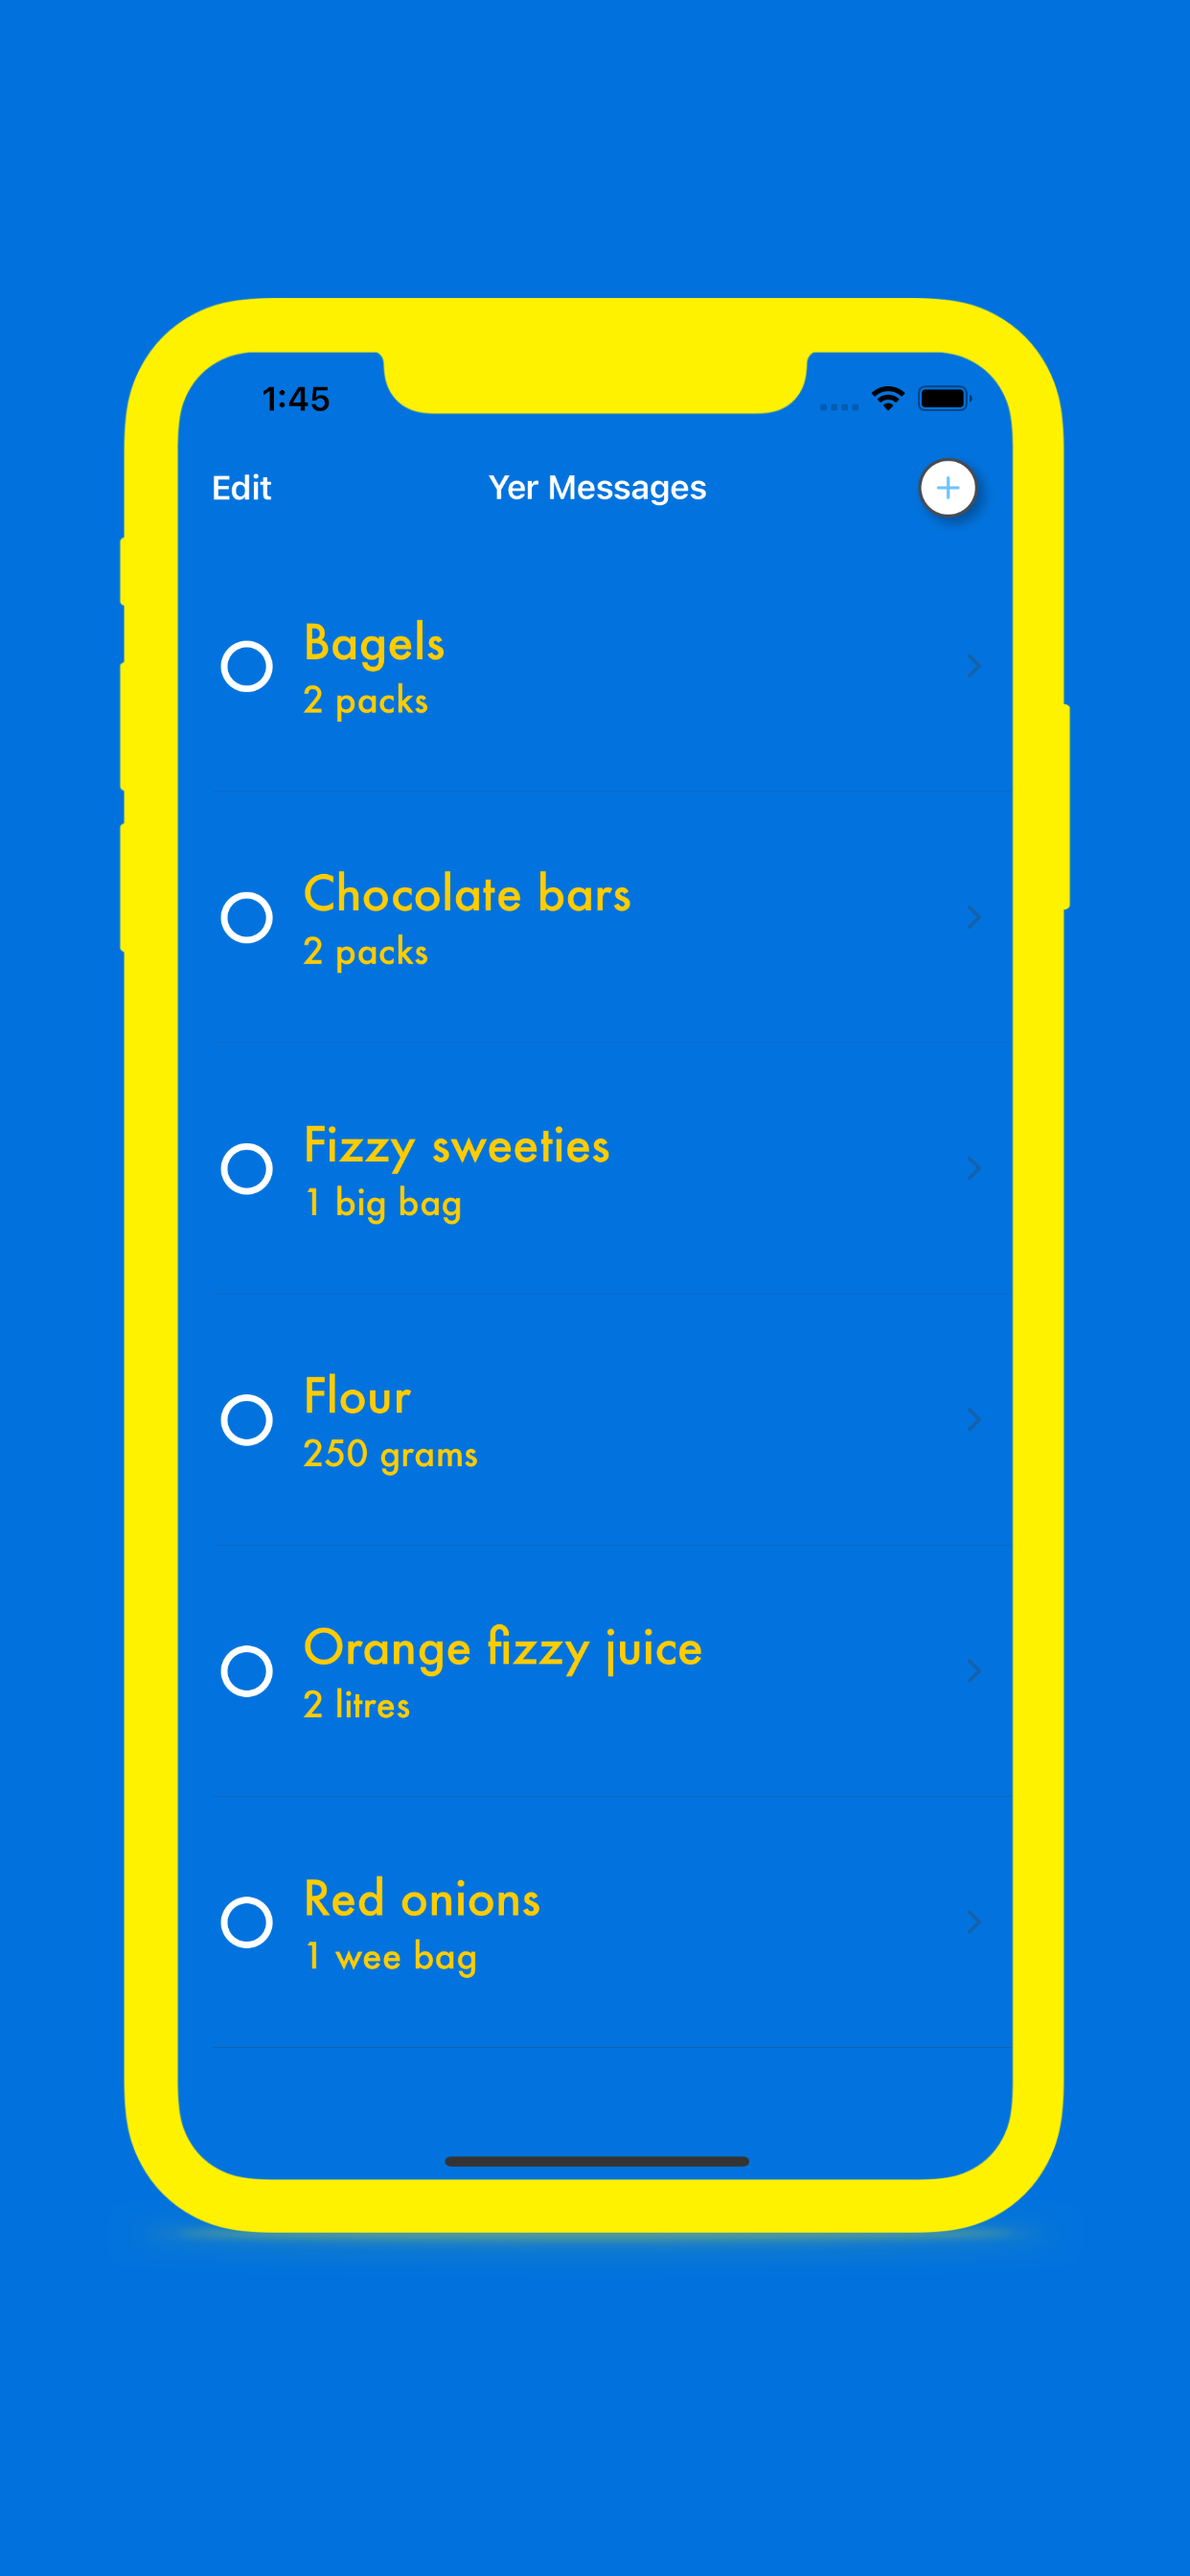 1:45
Edit
Yer Messages
Bagels
2 packs
Chocolate bars
2 packs
Fizzy sweeties
1 big bag
Flour
250 grams
Orange fizzy juice
2 litres
Red onions
1 wee bag